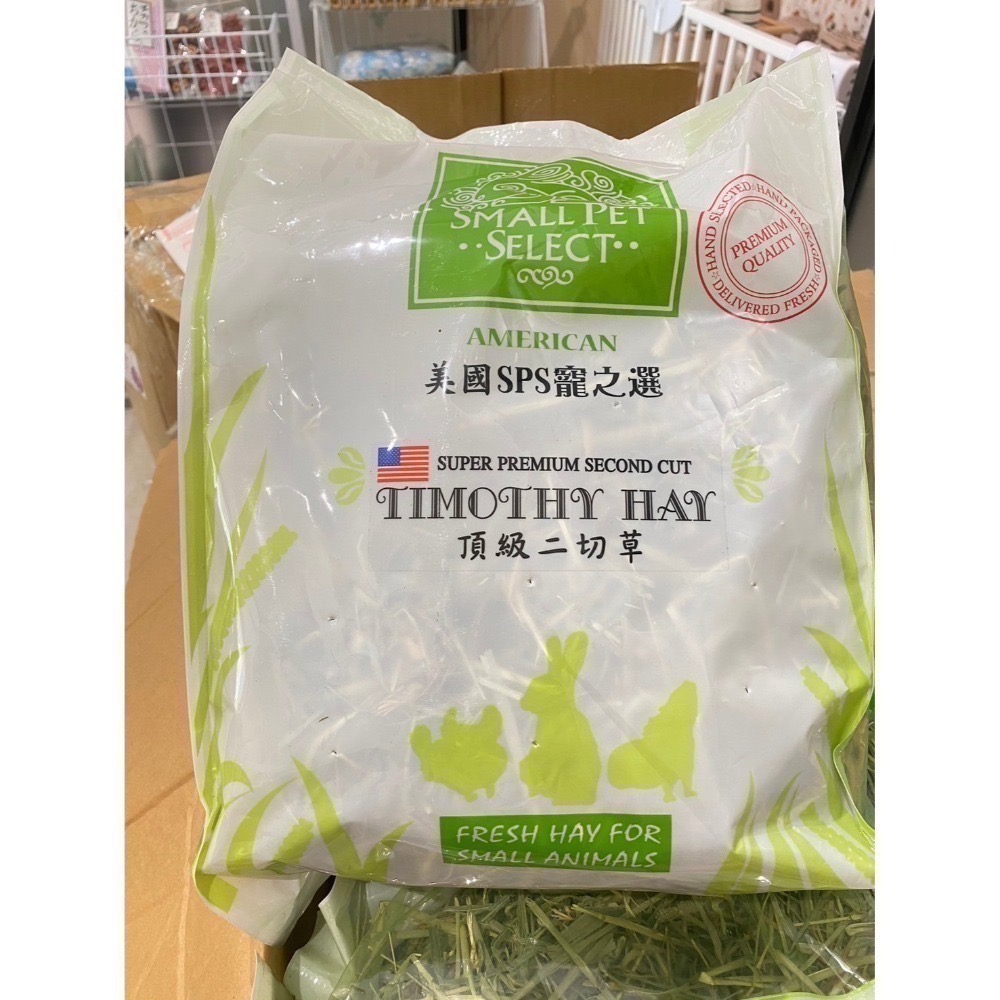 SMALL PET
SELECT
HAND SELECTED HAND PACKAGED
PREMIUM
QUALITY
DELIVERED FRESH
AMERICAN
美國SPS寵之選
SUPER PREMIUM SECOND CUT
TIMOTHY HAY
頂級二切草
FRESH HAY FOR
SMALL ANIMALS